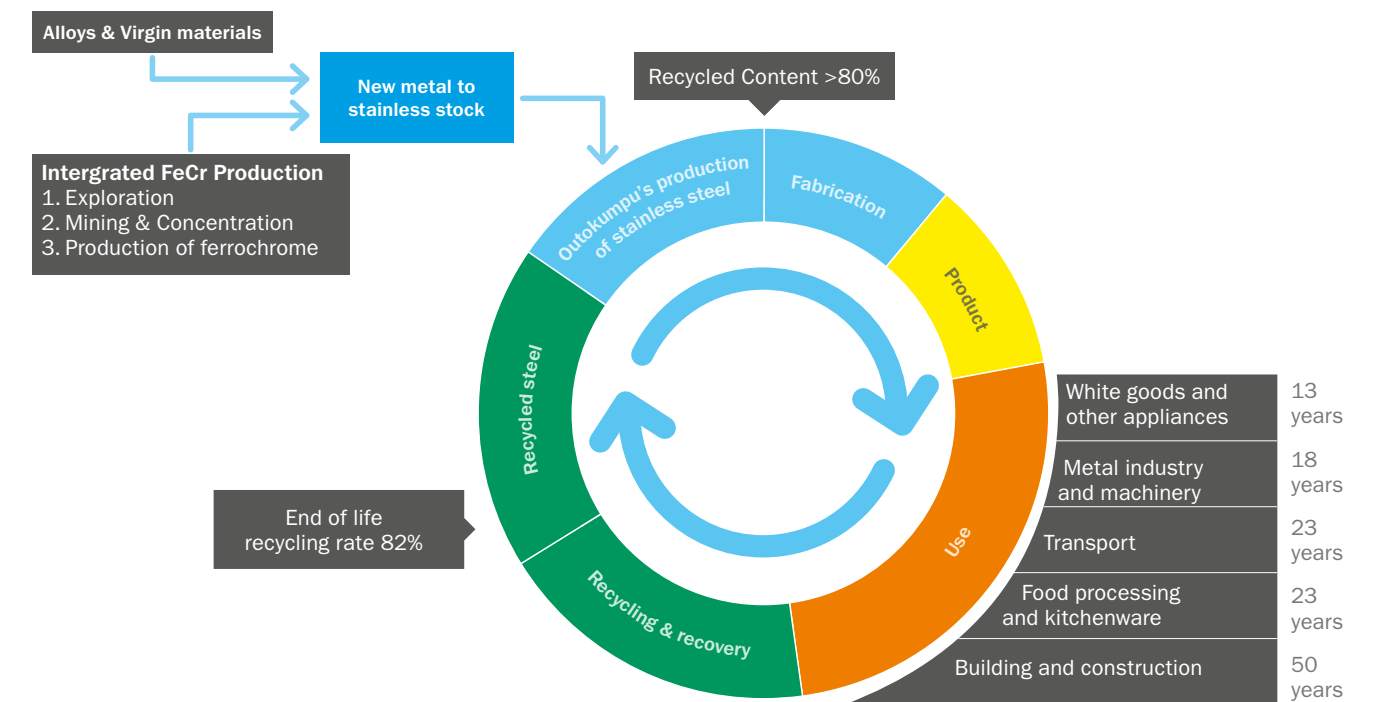 Alloys & Virgin materials
New metal to
stainless stock
Recycled Content >80%
Intergrated FeCr Production
1. Exploration
2. Mining & Concentration
3. Production of ferrochrome
Outokumpu's production
of stainless steel
Fabrication
Product
Use
Recycling & recovery
Recycled steel
End of life
recycling rate 82%
White goods and
other appliances
13
years
Metal industry
and machinery
18
years
Transport
23
years
Food processing
and kitchenware
23
years
Building and construction
50
years